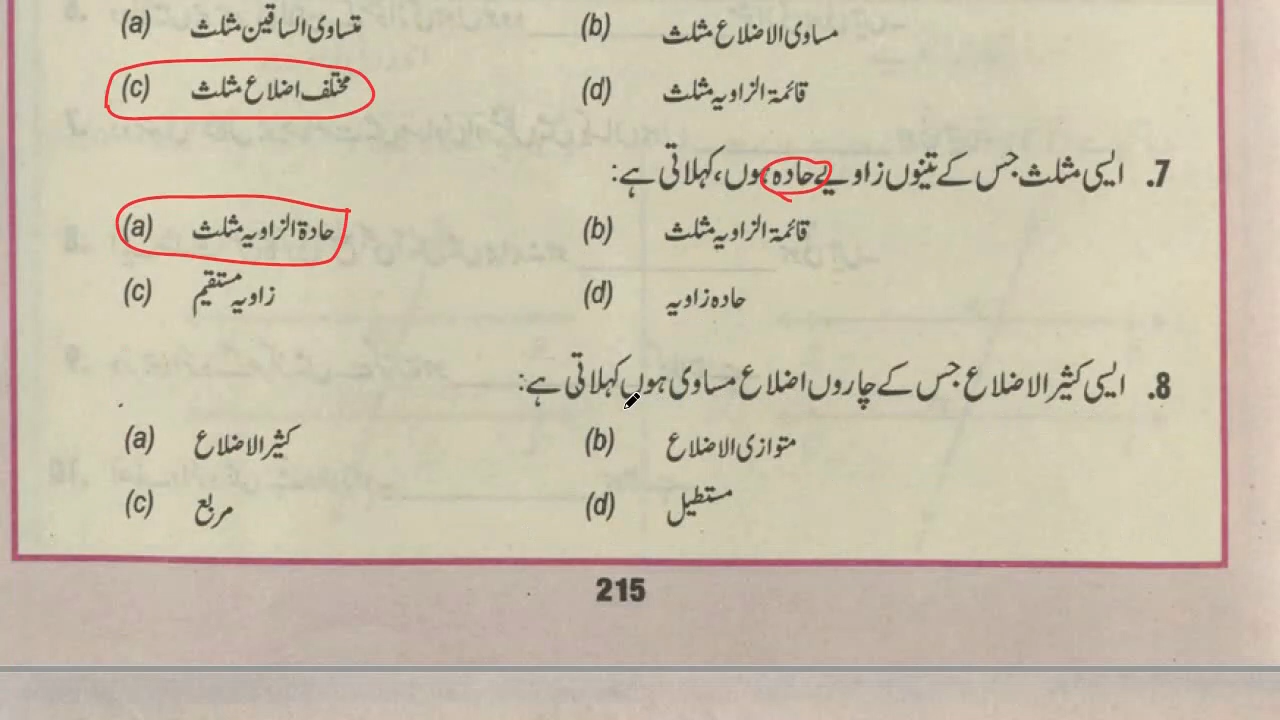 (a) متساوی الساقین مثلث (b) مساوی الاضلاع مثلث
(c) مختلف اضلاع مثلث (d) قائمۃ الزاویہ مثلث
.7 ایسی مثلث جس کے تینوں زاویے حادہ ہوں، کہلاتی ہے:
(a) حادۃ الزاویہ مثلث (b) قائمۃ الزاویہ مثلث
(c) زاویہ مستقیم (d) حادہ زاویہ
.8 ایسی کثیر الاضلاع جس کے چاروں اضلاع مساوی ہوں کہلاتی ہے:
(a) کثیر الاضلاع (b) متوازی الاضلاع
(c) مربع (d) مستطیل
215